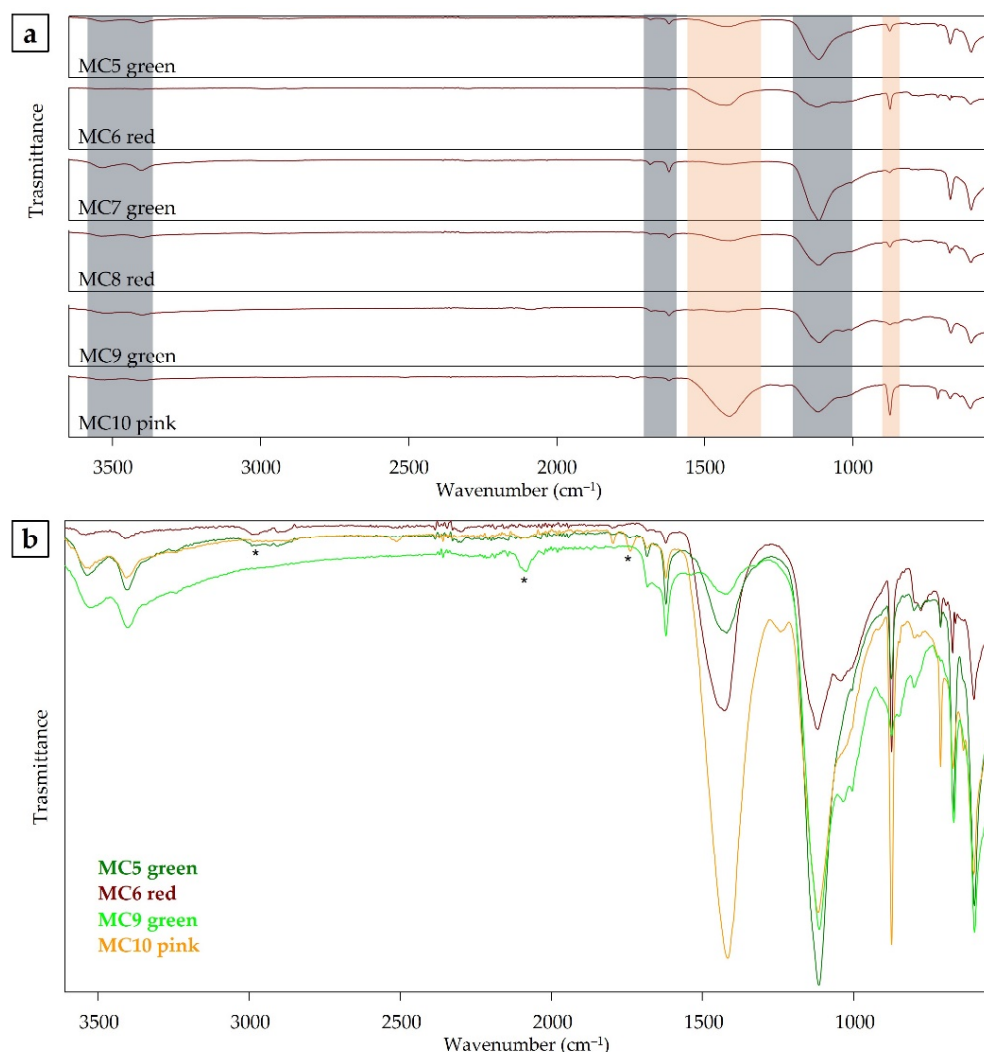 a
MC5 green
MC6 red
MC7 green
MC8 red
MC9 green
MC10 pink
Trasmittance
3500 3000 2500 2000 1500 1000
Wavenumber (cm⁻¹)
b
*
*
*
Trasmittance
MC5 green
MC6 red
MC9 green
MC10 pink
3500 3000 2500 2000 1500 1000
Wavenumber (cm⁻¹)